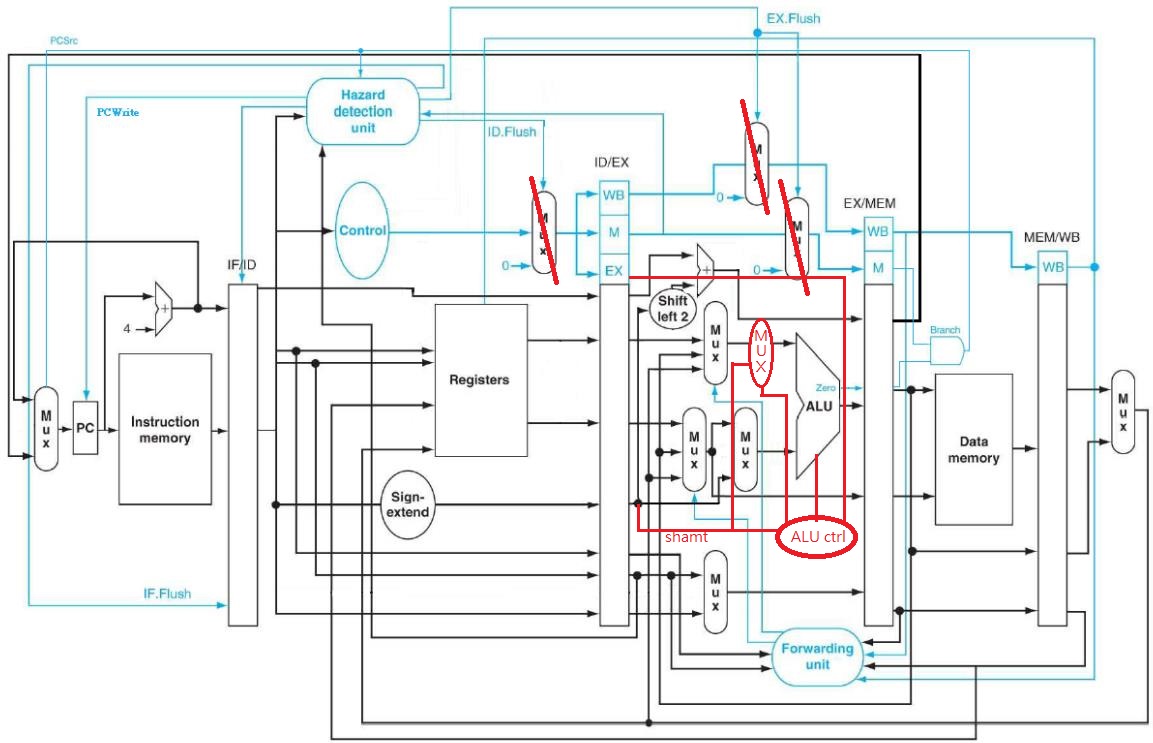 EX.Flush
PCSrc
Hazard
detection
unit
PCWrite
ID.Flush
M
u
x
ID/EX
WB
0
Control
M
u
x
M
u
x
EX/MEM
WB
M
0
EX
0
M
MEM/WB
WB
IF/ID
+
Shift
left 2
+
4
M
u
x
M
U
X
Branch
Instruction
memory
Registers
Zero
ALU
M
u
x
PC
M
u
x
M
u
x
M
u
x
Data
memory
Sign-
extend
shamt
ALU ctrl
M
u
x
IF.Flush
Forwarding
unit